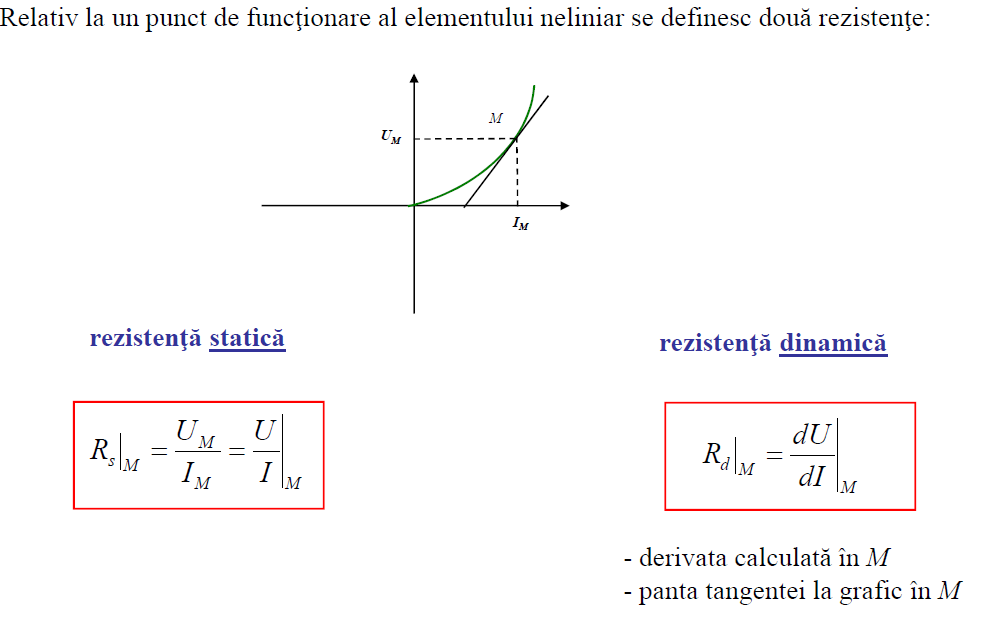 Relativ la un punct de funcţionare al elementului neliniar se definesc două rezistenţe:
M
U_M
I_M
rezistenţă statică
rezistenţă dinamică
R_s|_M = U_M / I_M = U / I |_M
R_d|_M = dU / dI |_M
- derivata calculată în M
- panta tangentei la grafic în M